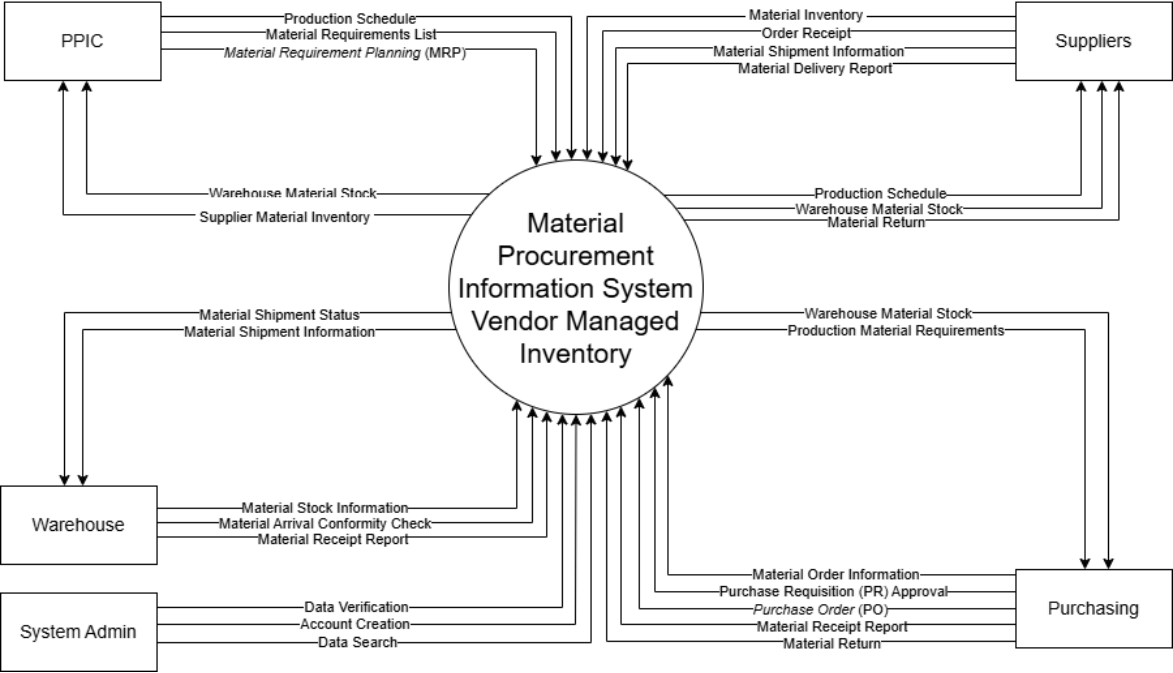 PPIC
Production Schedule
Material Requirements List
Material Requirement Planning (MRP)
Material Inventory
Order Receipt
Material Shipment Information
Material Delivery Report
Suppliers
Warehouse Material Stock
Supplier Material Inventory
Production Schedule
Warehouse Material Stock
Material Return
Material
Procurement
Information System
Vendor Managed
Inventory
Material Shipment Status
Material Shipment Information
Warehouse Material Stock
Production Material Requirements
Warehouse
Material Stock Information
Material Arrival Conformity Check
Material Receipt Report
System Admin
Data Verification
Account Creation
Data Search
Material Order Information
Purchase Requisition (PR) Approval
Purchase Order (PO)
Material Receipt Report
Material Return
Purchasing